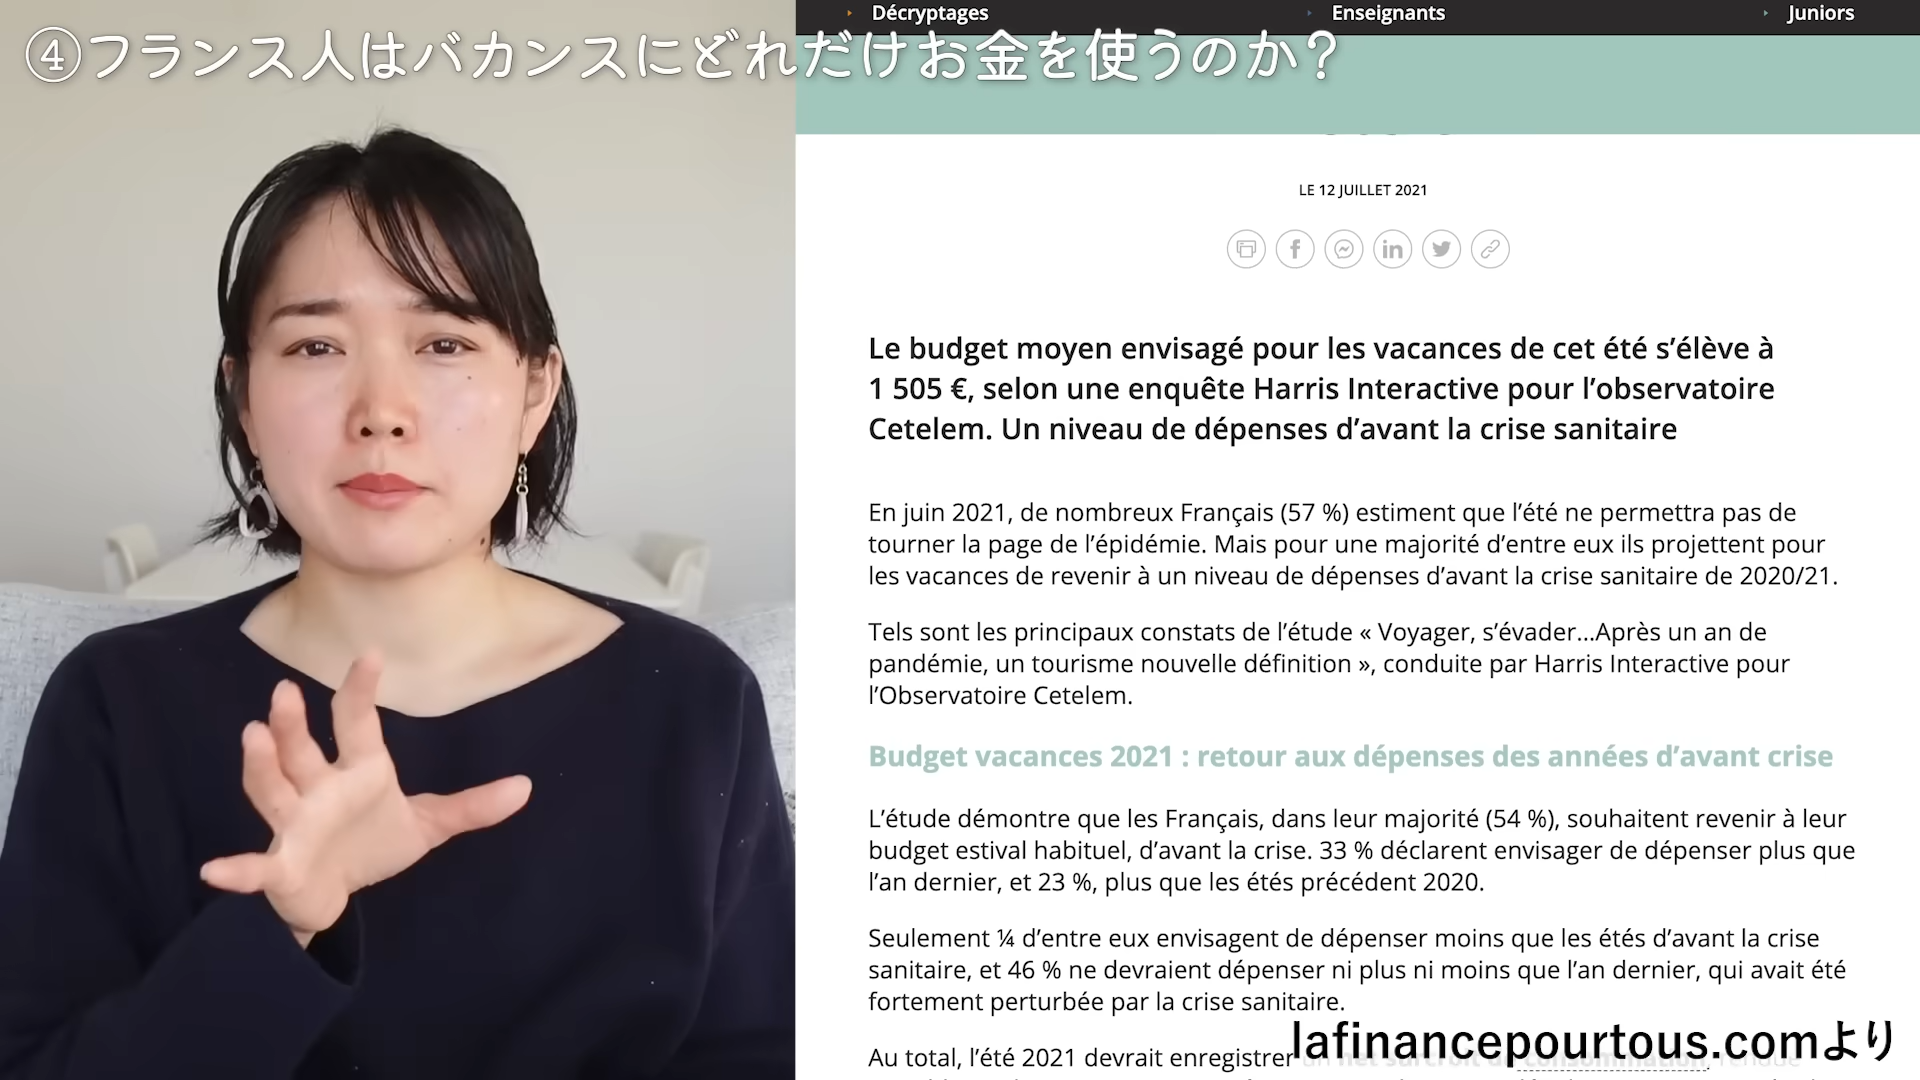 Décryptages
Enseignants
Juniors
④フランス人はバカンスにどれだけお金を使うのか？
LE 12 JUILLET 2021
Le budget moyen envisagé pour les vacances de cet été s’élève à
1 505 €, selon une enquête Harris Interactive pour l’observatoire
Cetelem. Un niveau de dépenses d’avant la crise sanitaire
En juin 2021, de nombreux Français (57 %) estiment que l’été ne permettra pas de
tourner la page de l’épidémie. Mais pour une majorité d’entre eux ils projettent pour
les vacances de revenir à un niveau de dépenses d’avant la crise sanitaire de 2020/21.
Tels sont les principaux constats de l’étude « Voyager, s’évader…Après un an de
pandémie, un tourisme nouvelle définition », conduite par Harris Interactive pour
l’Observatoire Cetelem.
Budget vacances 2021 : retour aux dépenses des années d’avant crise
L’étude démontre que les Français, dans leur majorité (54 %), souhaitent revenir à leur
budget estival habituel, d’avant la crise. 33 % déclarent envisager de dépenser plus que
l’an dernier, et 23 %, plus que les étés précédent 2020.
Seulement ¼ d’entre eux envisagent de dépenser moins que les étés d’avant la crise
sanitaire, et 46 % ne devraient dépenser ni plus ni moins que l’an dernier, qui avait été
fortement perturbée par la crise sanitaire.
Au total, l’été 2021 devrait enregistrer
lafinancepourtous.comより